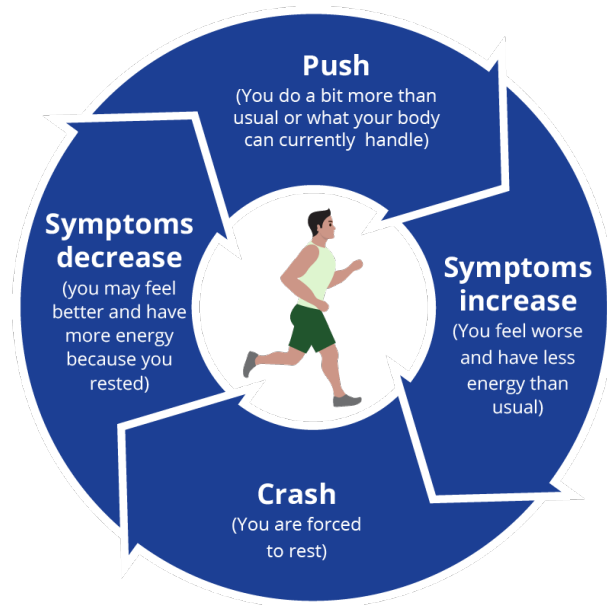 Push
(You do a bit more than
usual or what your body
can currently handle)
Symptoms
increase
(You feel worse
and have less
energy than
usual)
Crash
(You are forced
to rest)
Symptoms
decrease
(you may feel
better and have
more energy
because you
rested)